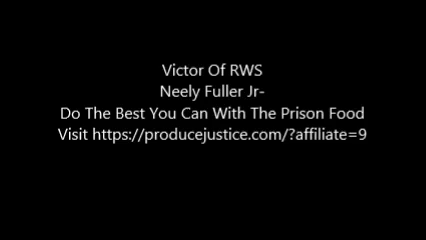 Victor Of RWS
Neely Fuller Jr-
Do The Best You Can With The Prison Food
Visit https://producejustice.com/?affiliate=9